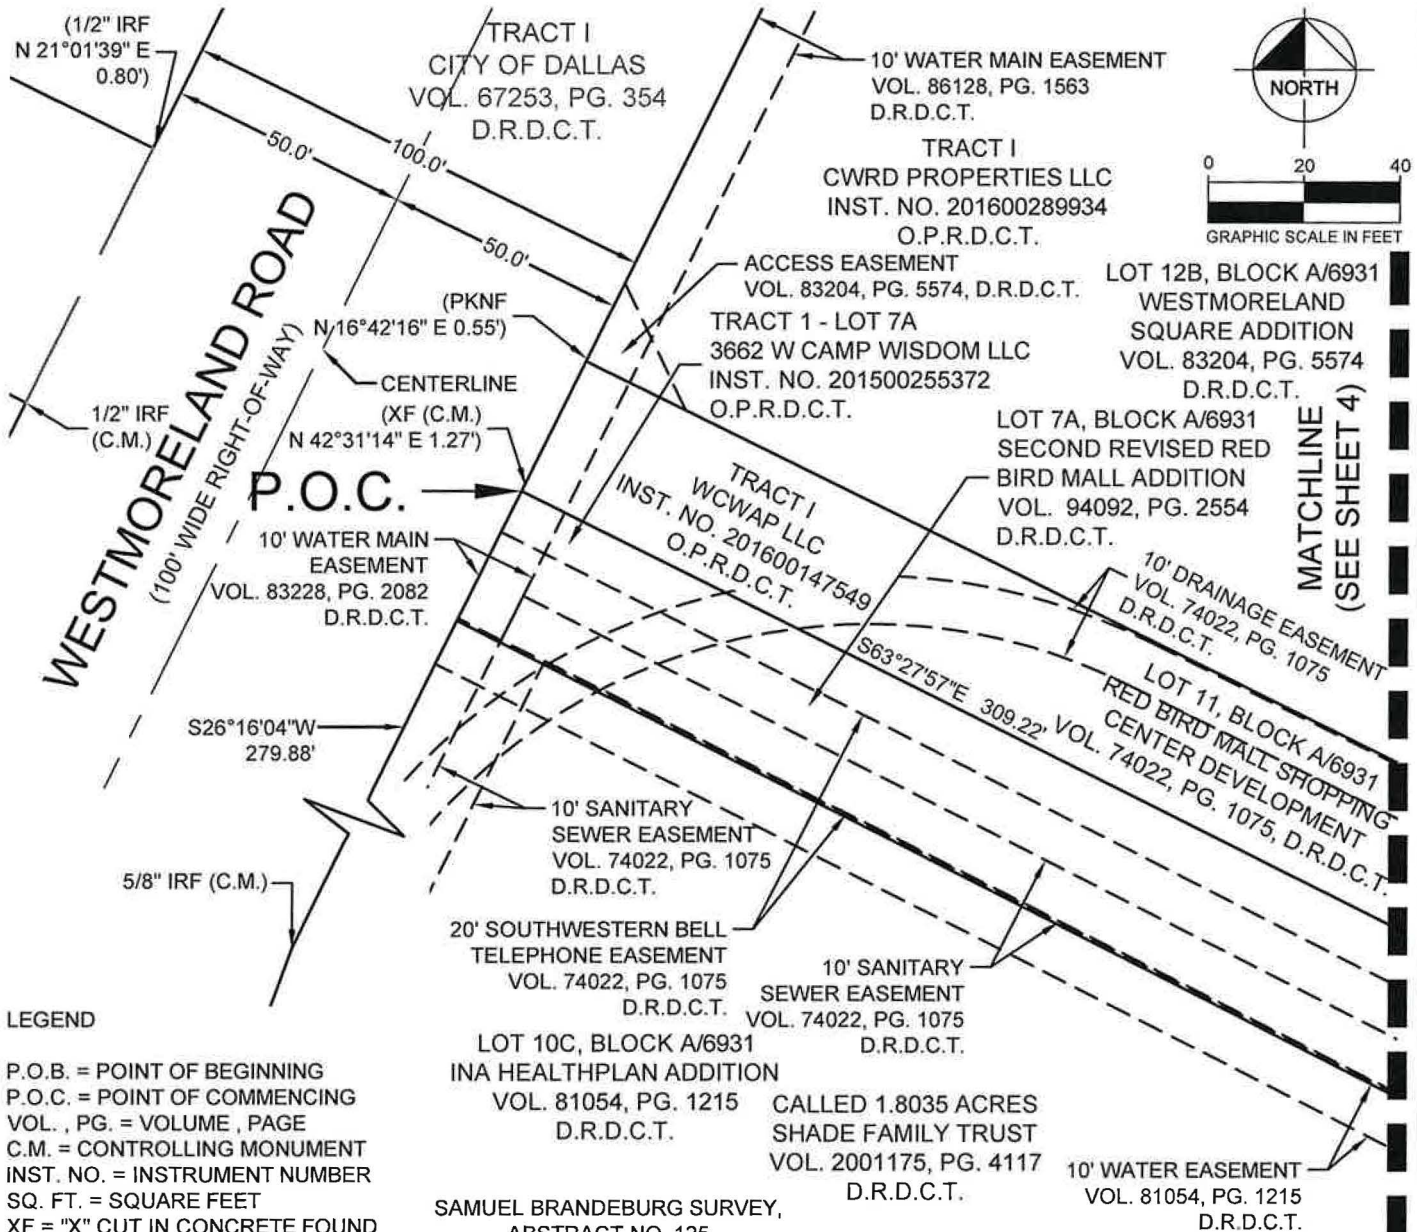 (1/2" IRF
N 21°01'39" E
0.80')
TRACT I
CITY OF DALLAS
VOL. 67253, PG. 354
D.R.D.C.T.
10' WATER MAIN EASEMENT
VOL. 86128, PG. 1563
D.R.D.C.T.
NORTH
0 20 40
GRAPHIC SCALE IN FEET
50.0'
100.0'
50.0'
TRACT I
CWRD PROPERTIES LLC
INST. NO. 201600289934
O.P.R.D.C.T.
ACCESS EASEMENT
VOL. 83204, PG. 5574, D.R.D.C.T.
LOT 12B, BLOCK A/6931
WESTMORELAND
SQUARE ADDITION
VOL. 83204, PG. 5574
D.R.D.C.T.
WESTMORELAND ROAD
(100' WIDE RIGHT-OF-WAY)
(PKNF
N 16°42'16" E 0.55')
TRACT 1 - LOT 7A
3662 W CAMP WISDOM LLC
INST. NO. 201500255372
O.P.R.D.C.T.
CENTERLINE
1/2" IRF
(C.M.)
(XF (C.M.)
N 42°31'14" E 1.27')
LOT 7A, BLOCK A/6931
SECOND REVISED RED
BIRD MALL ADDITION
VOL. 94092, PG. 2554
D.R.D.C.T.
MATCHLINE
(SEE SHEET 4)
P.O.C.
TRACT I
WCWAP LLC
INST. NO. 201600147549
O.P.R.D.C.T.
10' WATER MAIN
EASEMENT
VOL. 83228, PG. 2082
D.R.D.C.T.
10' DRAINAGE EASEMENT
VOL. 74022, PG. 1075
D.R.D.C.T.
S63°27'57"E 309.22'
LOT 11, BLOCK A/6931
RED BIRD MALL SHOPPING
CENTER DEVELOPMENT
VOL. 74022, PG. 1075, D.R.D.C.T.
S26°16'04"W
279.88'
10' SANITARY
SEWER EASEMENT
VOL. 74022, PG. 1075
D.R.D.C.T.
5/8" IRF (C.M.)
20' SOUTHWESTERN BELL
TELEPHONE EASEMENT
VOL. 74022, PG. 1075
D.R.D.C.T.
10' SANITARY
SEWER EASEMENT
VOL. 74022, PG. 1075
D.R.D.C.T.
LOT 10C, BLOCK A/6931
INA HEALTHPLAN ADDITION
VOL. 81054, PG. 1215
D.R.D.C.T.
CALLED 1.8035 ACRES
SHADE FAMILY TRUST
VOL. 2001175, PG. 4117
D.R.D.C.T.
10' WATER EASEMENT
VOL. 81054, PG. 1215
D.R.D.C.T.
LEGEND
P.O.B. = POINT OF BEGINNING
P.O.C. = POINT OF COMMENCING
VOL. , PG. = VOLUME , PAGE
C.M. = CONTROLLING MONUMENT
INST. NO. = INSTRUMENT NUMBER
SQ. FT. = SQUARE FEET
XF = "X" CUT IN CONCRETE FOUND
SAMUEL BRANDEBURG SURVEY,
ABSTRACT NO. 125